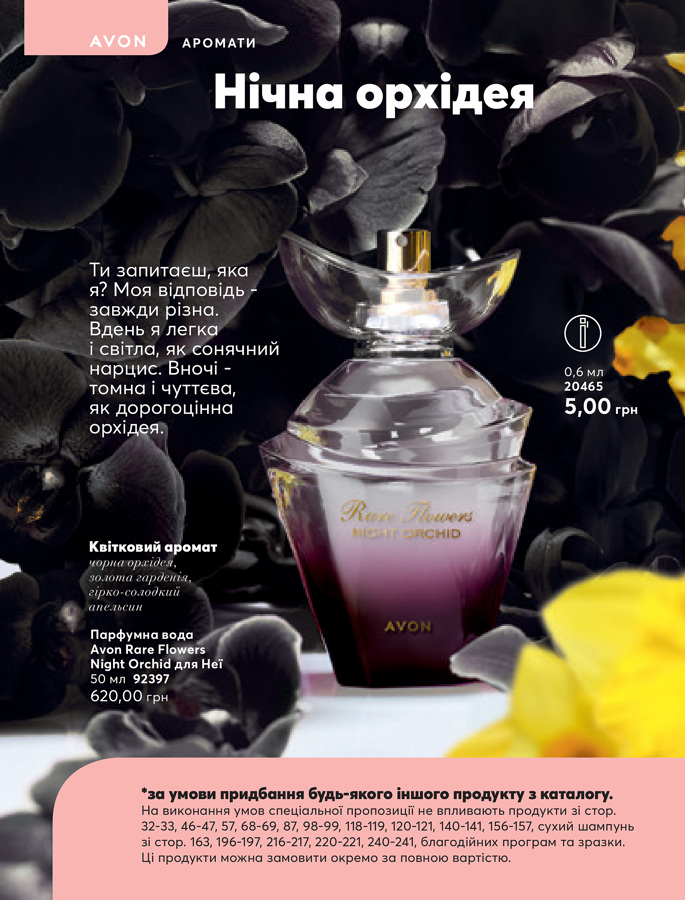 AVON
АРОМАТИ
Нічна орхідея
Ти запитаєш, яка
я? Моя відповідь -
завжди різна.
Вдень я легка
і світла, як сонячний
нарцис. Вночі -
томна і чуттєва,
як дорогоцінна
орхідея.
0,6 мл
20465
5,00 грн
Rare Flowers
NIGHT ORCHID
AVON
Квітковий аромат
чорна орхідея,
золота гарденія,
гірко-солодкий
апельсин
Парфумна вода
Avon Rare Flowers
Night Orchid для Неї
50 мл 92397
620,00 грн
*за умови придбання будь-якого іншого продукту з каталогу.
На виконання умов спеціальної пропозиції не впливають продукти зі стор.
32-33, 46-47, 57, 68-69, 87, 98-99, 118-119, 120-121, 140-141, 156-157, сухий шампунь
зі стор. 163, 196-197, 216-217, 220-221, 240-241, благодійних програм та зразки.
Ці продукти можна замовити окремо за повною вартістю.